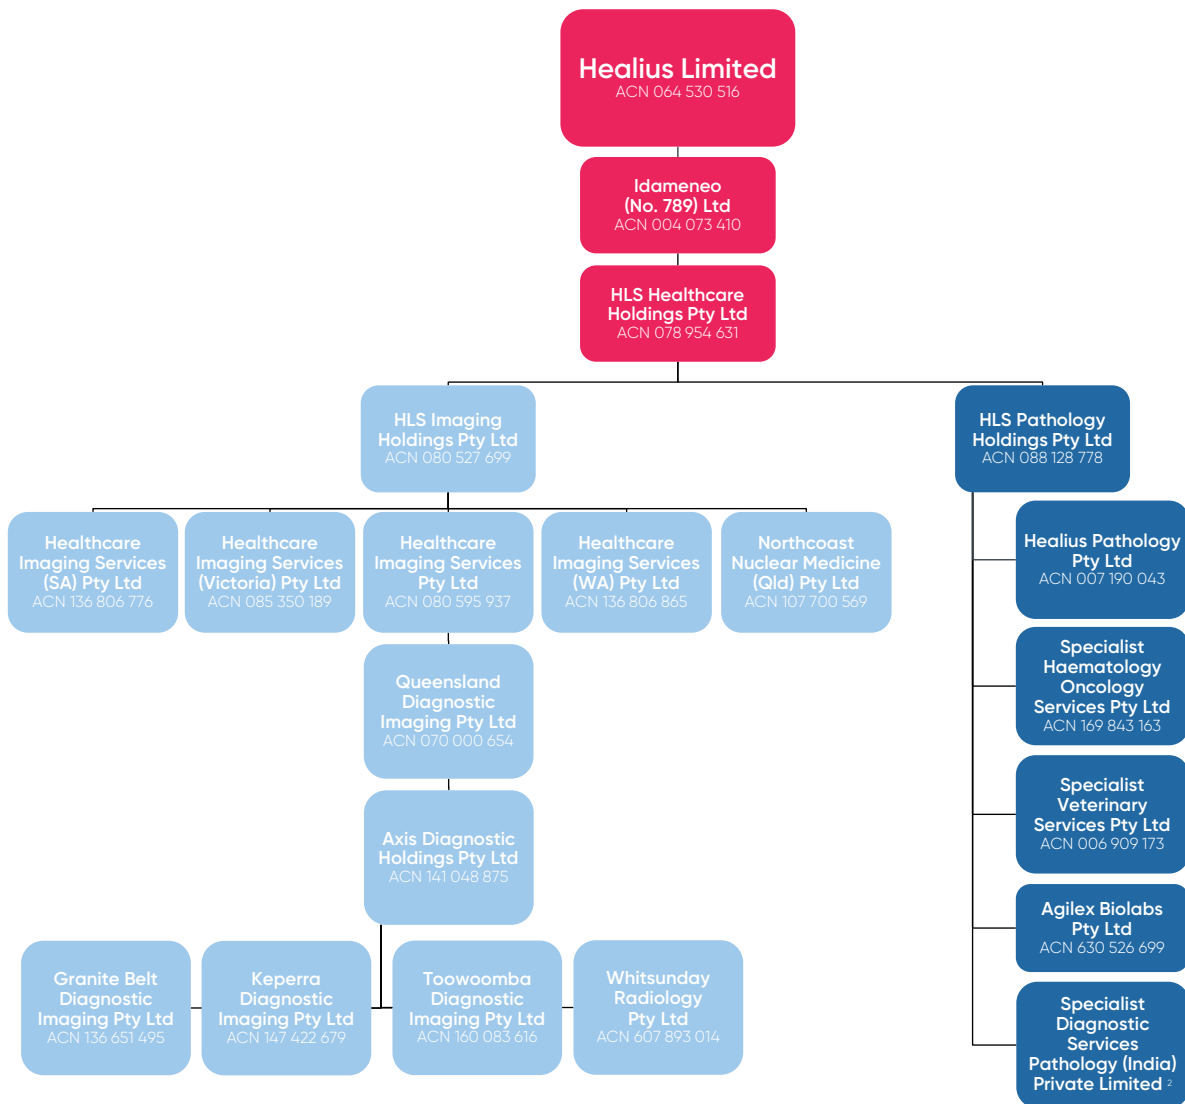 Healius Limited
ACN 064 530 516
Idameneo
(No. 789) Ltd
ACN 004 073 410
HLS Healthcare
Holdings Pty Ltd
ACN 078 954 631
HLS Imaging
Holdings Pty Ltd
ACN 080 527 699
HLS Pathology
Holdings Pty Ltd
ACN 088 128 778
Healthcare
Imaging Services
(SA) Pty Ltd
ACN 136 806 776
Healthcare
Imaging Services
(Victoria) Pty Ltd
ACN 085 350 189
Healthcare
Imaging Services
Pty Ltd
ACN 080 595 937
Healthcare
Imaging Services
(WA) Pty Ltd
ACN 136 806 865
Northcoast
Nuclear Medicine
(Qld) Pty Ltd
ACN 107 700 569
Queensland
Diagnostic
Imaging Pty Ltd
ACN 070 000 654
Axis Diagnostic
Holdings Pty Ltd
ACN 141 048 875
Granite Belt
Diagnostic
Imaging Pty Ltd
ACN 136 651 495
Keperra
Diagnostic
Imaging Pty Ltd
ACN 147 422 679
Toowoomba
Diagnostic
Imaging Pty Ltd
ACN 160 083 616
Whitsunday
Radiology
Pty Ltd
ACN 607 893 014
Healius Pathology
Pty Ltd
ACN 007 190 043
Specialist
Haematology
Oncology
Services Pty Ltd
ACN 169 843 163
Specialist
Veterinary
Services Pty Ltd
ACN 006 909 173
Agilex Biolabs
Pty Ltd
ACN 630 526 699
Specialist
Diagnostic
Services
Pathology (India)
Private Limited ²